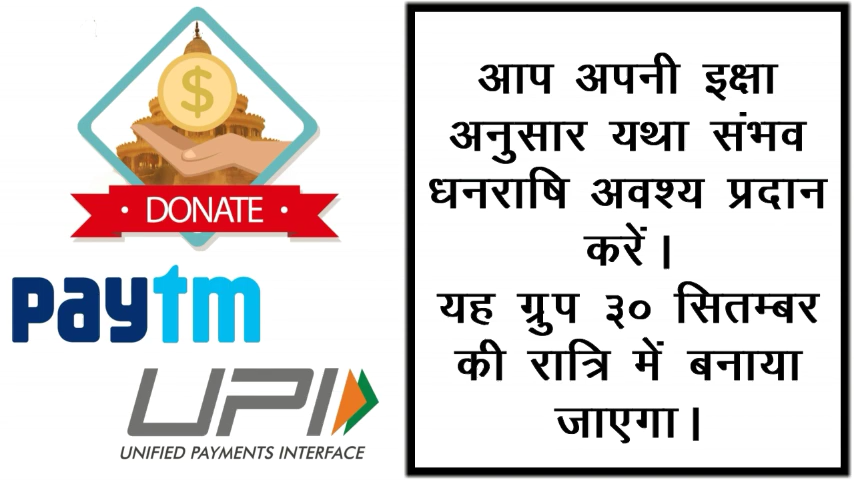 $
· DONATE ·
paytm
UPI
UNIFIED PAYMENTS INTERFACE
आप अपनी इक्षा
अनुसार यथा संभव
धनराषि अवश्य प्रदान
करें।
यह ग्रुप ३० सितम्बर
की रात्रि में बनाया
जाएगा।